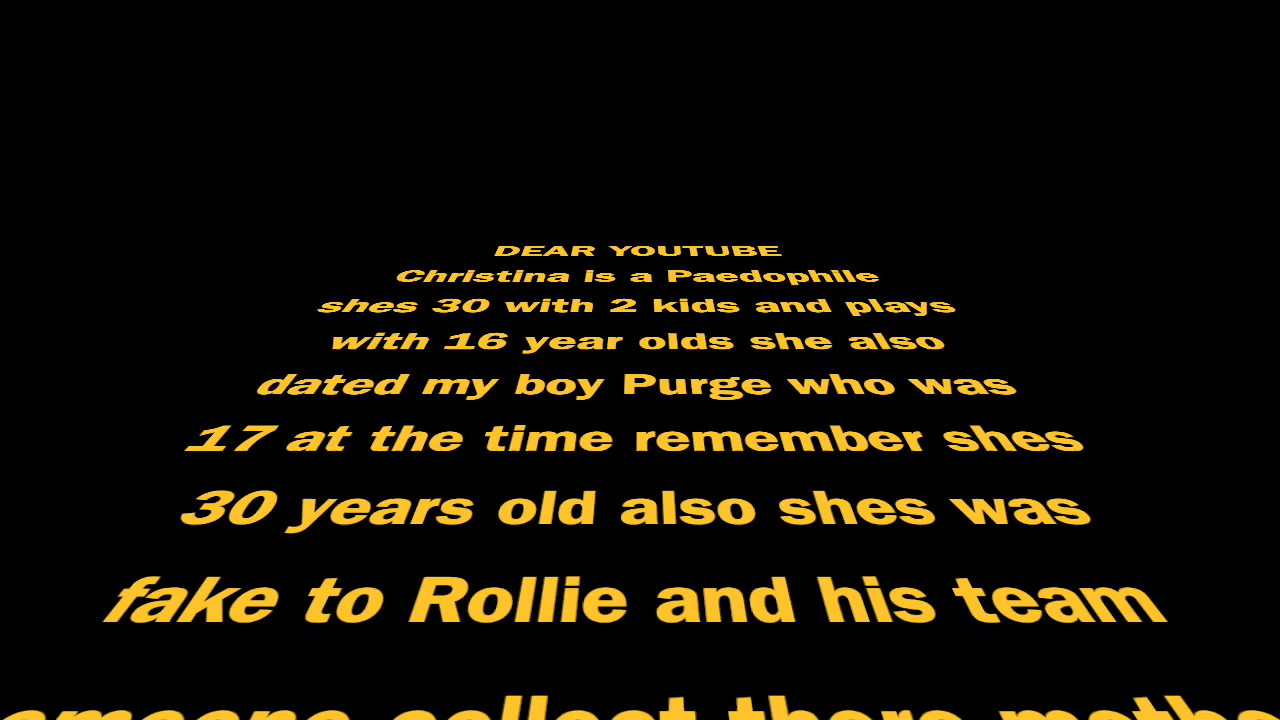 DEAR YOUTUBE
Christina is a Paedophile
shes 30 with 2 kids and plays
with 16 year olds she also
dated my boy Purge who was
17 at the time remember shes
30 years old also shes was
fake to Rollie and his team
collect there